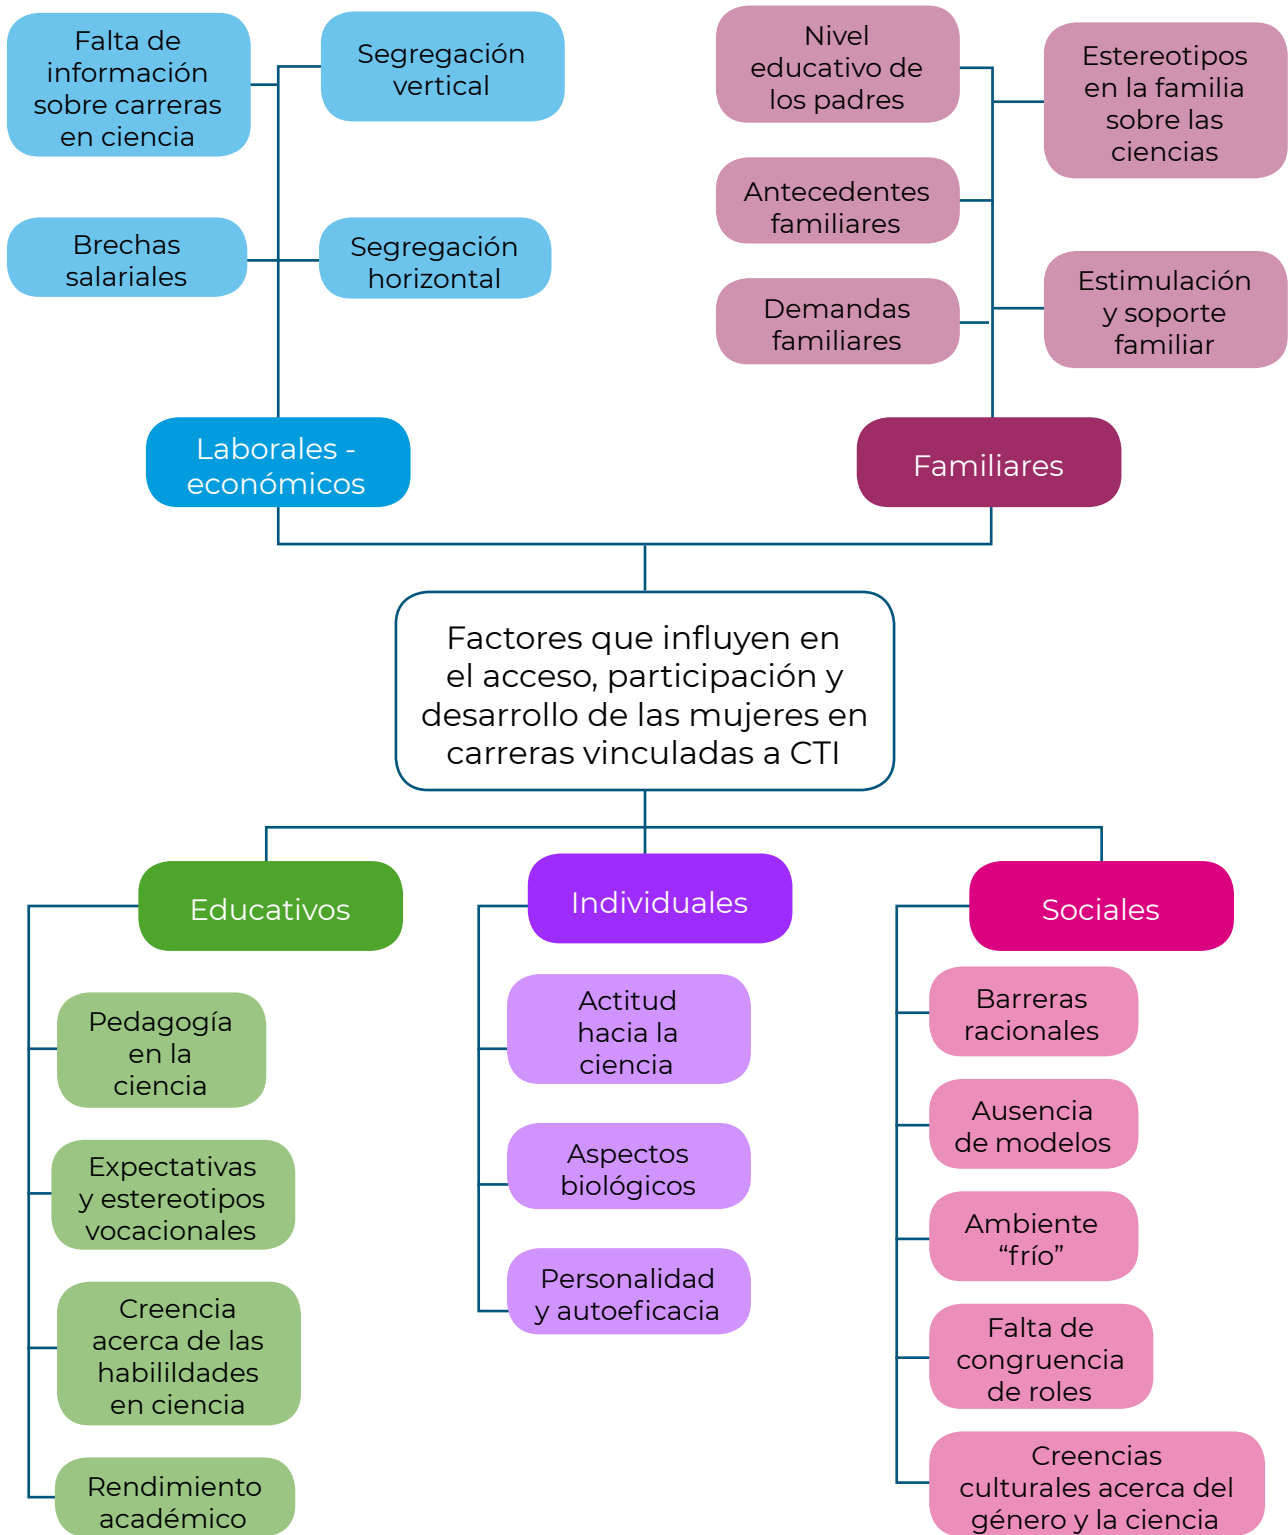 Falta de
información
sobre carreras
en ciencia
Segregación
vertical
Brechas
salariales
Segregación
horizontal
Laborales -
económicos
Nivel
educativo de
los padres
Estereotipos
en la familia
sobre las
ciencias
Antecedentes
familiares
Demandas
familiares
Estimulación
y soporte
familiar
Familiares
Factores que influyen en
el acceso, participación y
desarrollo de las mujeres en
carreras vinculadas a CTI
Educativos
Pedagogía
en la
ciencia
Expectativas
y estereotipos
vocacionales
Creencia
acerca de las
habilildades
en ciencia
Rendimiento
académico
Individuales
Actitud
hacia la
ciencia
Aspectos
biológicos
Personalidad
y autoeficacia
Sociales
Barreras
racionales
Ausencia
de modelos
Ambiente
“frío”
Falta de
congruencia
de roles
Creencias
culturales acerca del
género y la ciencia